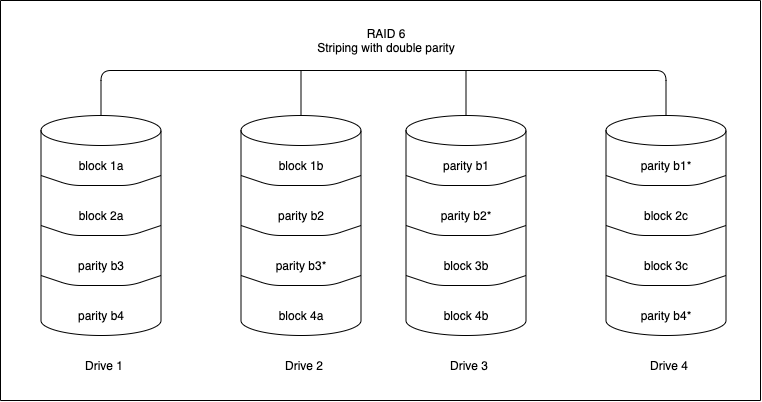 RAID 6
Striping with double parity
block 1a
block 1b
parity b1
parity b1*
block 2a
parity b2
parity b2*
block 2c
parity b3
parity b3*
block 3b
block 3c
parity b4
block 4a
block 4b
parity b4*
Drive 1
Drive 2
Drive 3
Drive 4